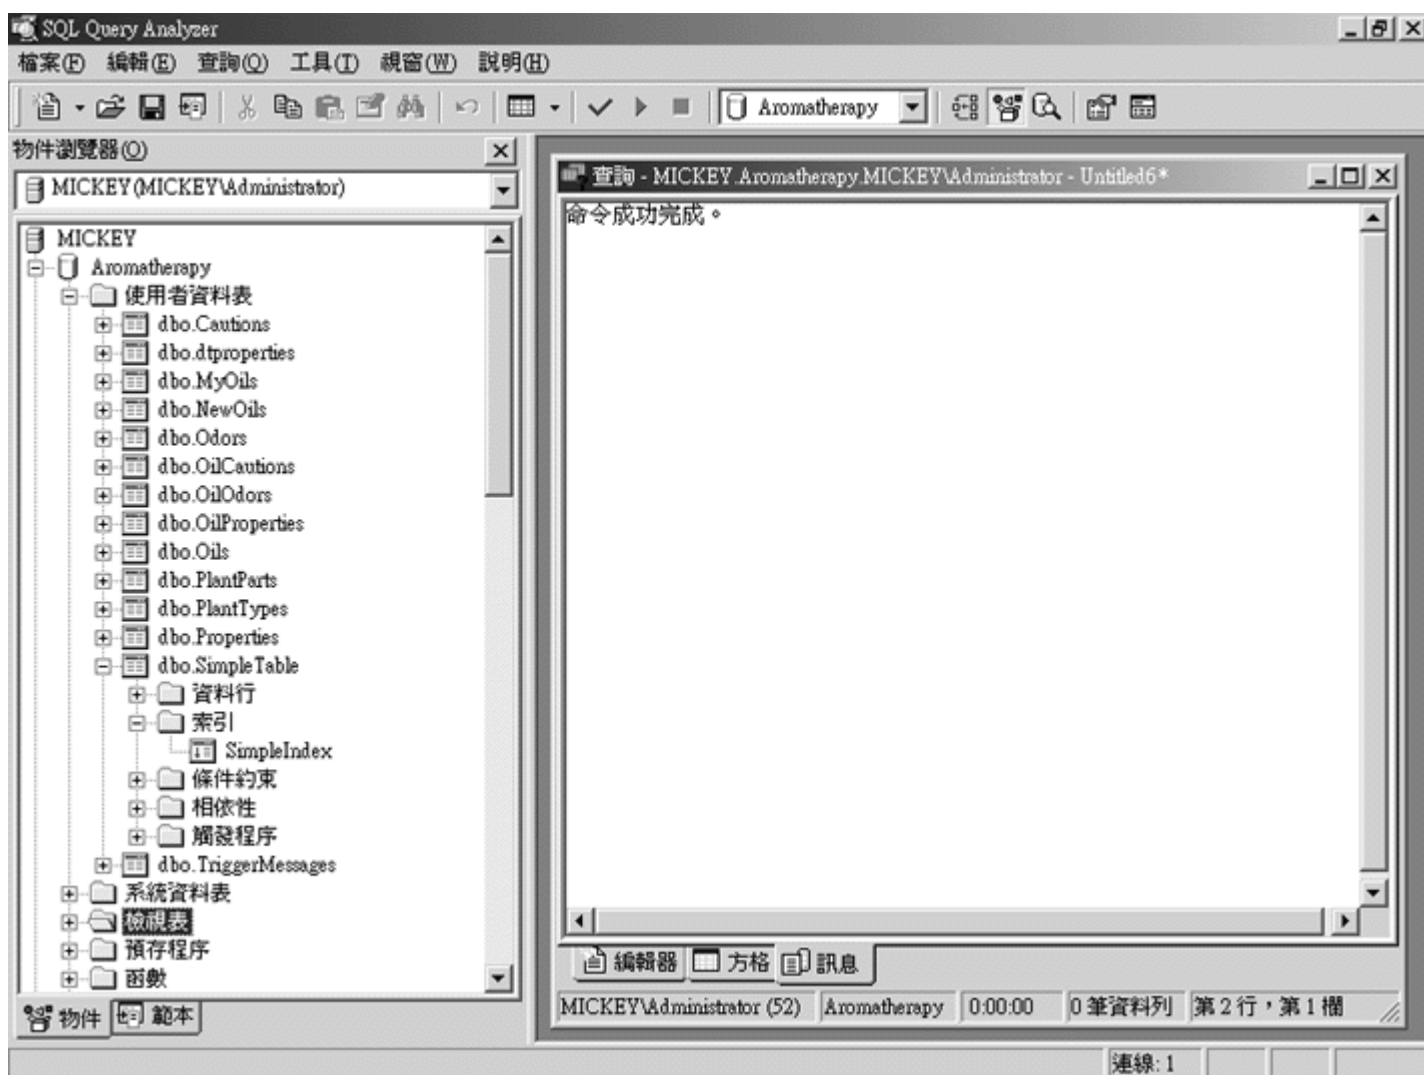 SQL Query Analyzer
檔案(F) 編輯(E) 查詢(Q) 工具(T) 視窗(W) 說明(H)
Aromatherapy
物件瀏覽器(O)
MICKEY(MICKEY\Administrator)
MICKEY
Aromatherapy
使用者資料表
dbo.Cautions
dbo.dtproperties
dbo.MyOils
dbo.NewOils
dbo.Odors
dbo.OilCautions
dbo.OilOdors
dbo.OilProperties
dbo.Oils
dbo.PlantParts
dbo.PlantTypes
dbo.Properties
dbo.SimpleTable
資料行
索引
SimpleIndex
條件約束
相依性
觸發程序
dbo.TriggerMessages
系統資料表
檢視表
預存程序
函數
物件 範本
查詢 - MICKEY.Aromatherapy.MICKEY\Administrator - Untitled6*
命令成功完成。
編輯器 方格 訊息
MICKEY\Administrator (52) Aromatherapy 0:00:00 0 筆資料列 第 2 行，第 1 欄
連線: 1